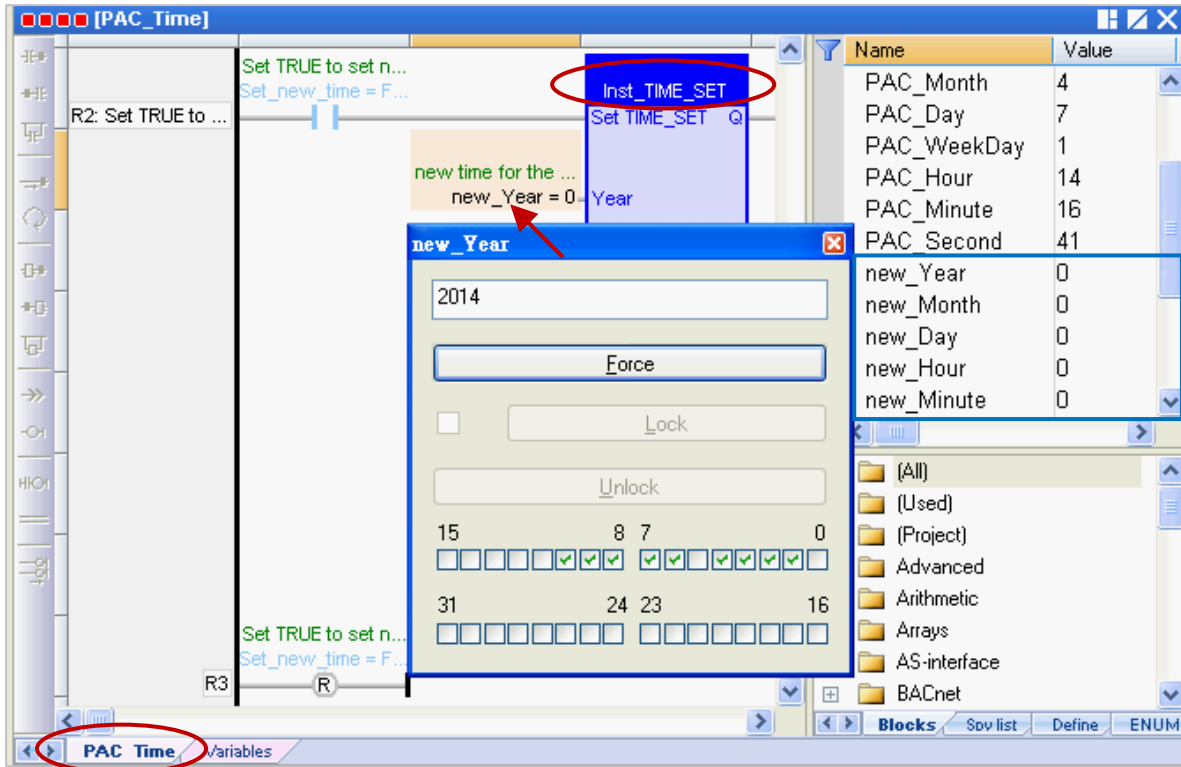 [PAC_Time]
Set TRUE to set n...
Set_new_time = F...
R2: Set TRUE to ...
Inst_TIME_SET
Set TIME_SET Q
new time for the ...
new_Year = 0
Year
new_Year
2014
Force
Lock
Unlock
15 8 7 0
31 24 23 16
Set TRUE to set n...
Set_new_time = F...
R3
R
PAC_Time
Variables
Name Value
PAC_Month 4
PAC_Day 7
PAC_WeekDay 1
PAC_Hour 14
PAC_Minute 16
PAC_Second 41
new_Year 0
new_Month 0
new_Day 0
new_Hour 0
new_Minute 0
(All)
(Used)
(Project)
Advanced
Arithmetic
Arrays
AS-interface
BACnet
Blocks Spy list Define ENUM